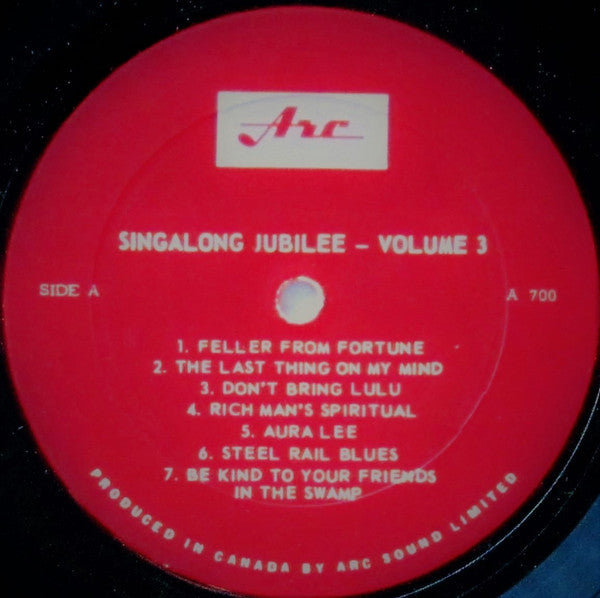 Arc
SINGALONG JUBILEE – VOLUME 3
SIDE A
A 700
1. FELLER FROM FORTUNE
2. THE LAST THING ON MY MIND
3. DON'T BRING LULU
4. RICH MAN'S SPIRITUAL
5. AURA LEE
6. STEEL RAIL BLUES
7. BE KIND TO YOUR FRIENDS
IN THE SWAMP
PRODUCED IN CANADA BY ARC SOUND LIMITED